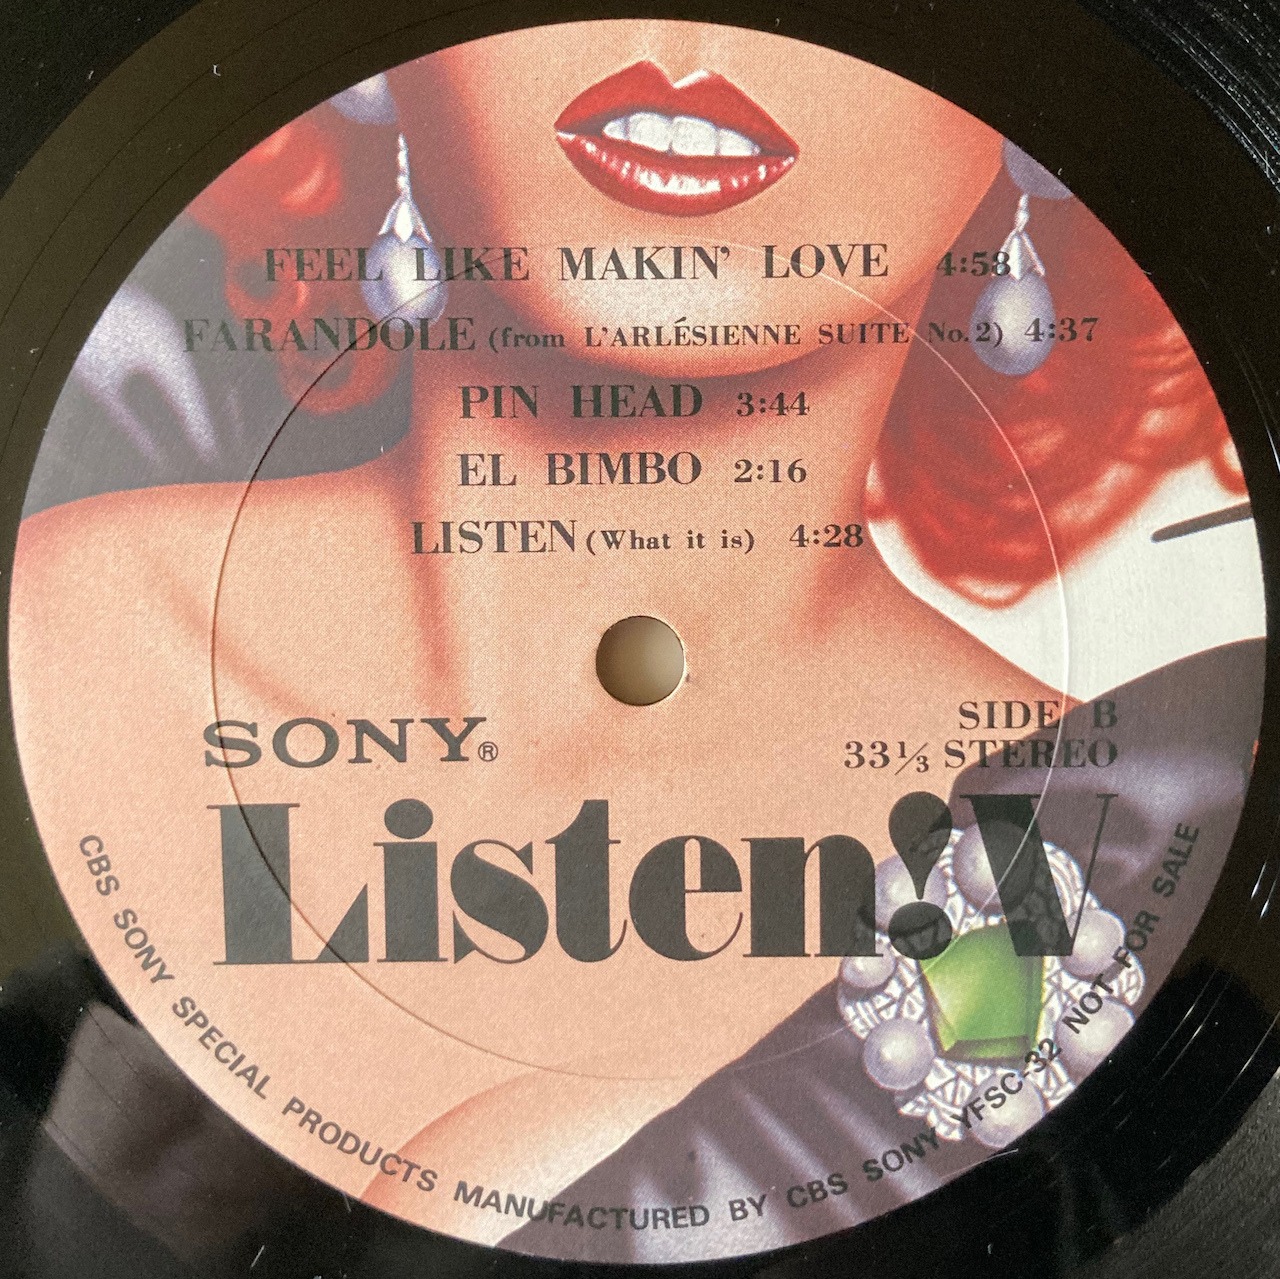 FEEL LIKE MAKIN’ LOVE 4:58
FARANDOLE (from L’ARLÉSIENNE SUITE No. 2) 4:37
PIN HEAD 3:44
EL BIMBO 2:16
LISTEN (What it is) 4:28
SONY®
SIDE B
33⅓ STEREO
Listen! V
CBS SONY SPECIAL PRODUCTS MANUFACTURED BY CBS SONY YFSC-32 NOT FOR SALE